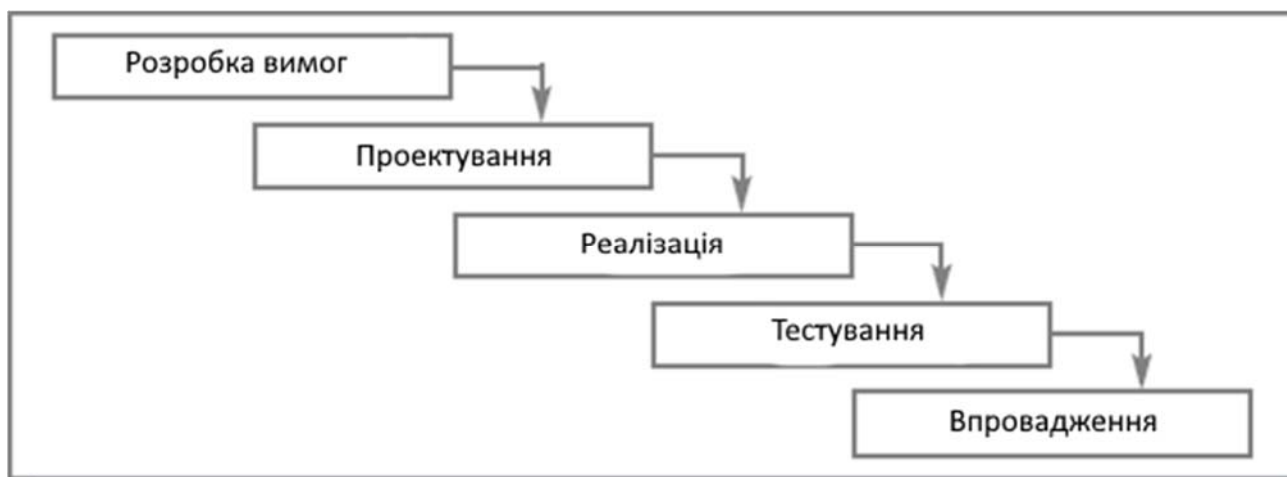 Розробка вимог
Проектування
Реалізація
Тестування
Впровадження